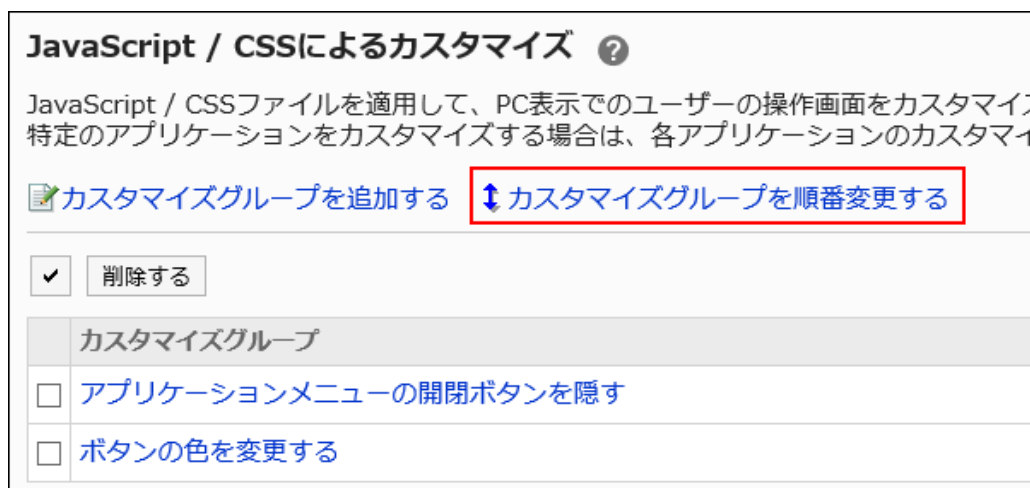 JavaScript / CSSによるカスタマイズ ?
JavaScript / CSSファイルを適用して、PC表示でのユーザーの操作画面をカスタマイ
特定のアプリケーションをカスタマイズする場合は、各アプリケーションのカスタマイ
カスタマイズグループを追加する カスタマイズグループを順番変更する
削除する
カスタマイズグループ
アプリケーションメニューの開閉ボタンを隠す
ボタンの色を変更する